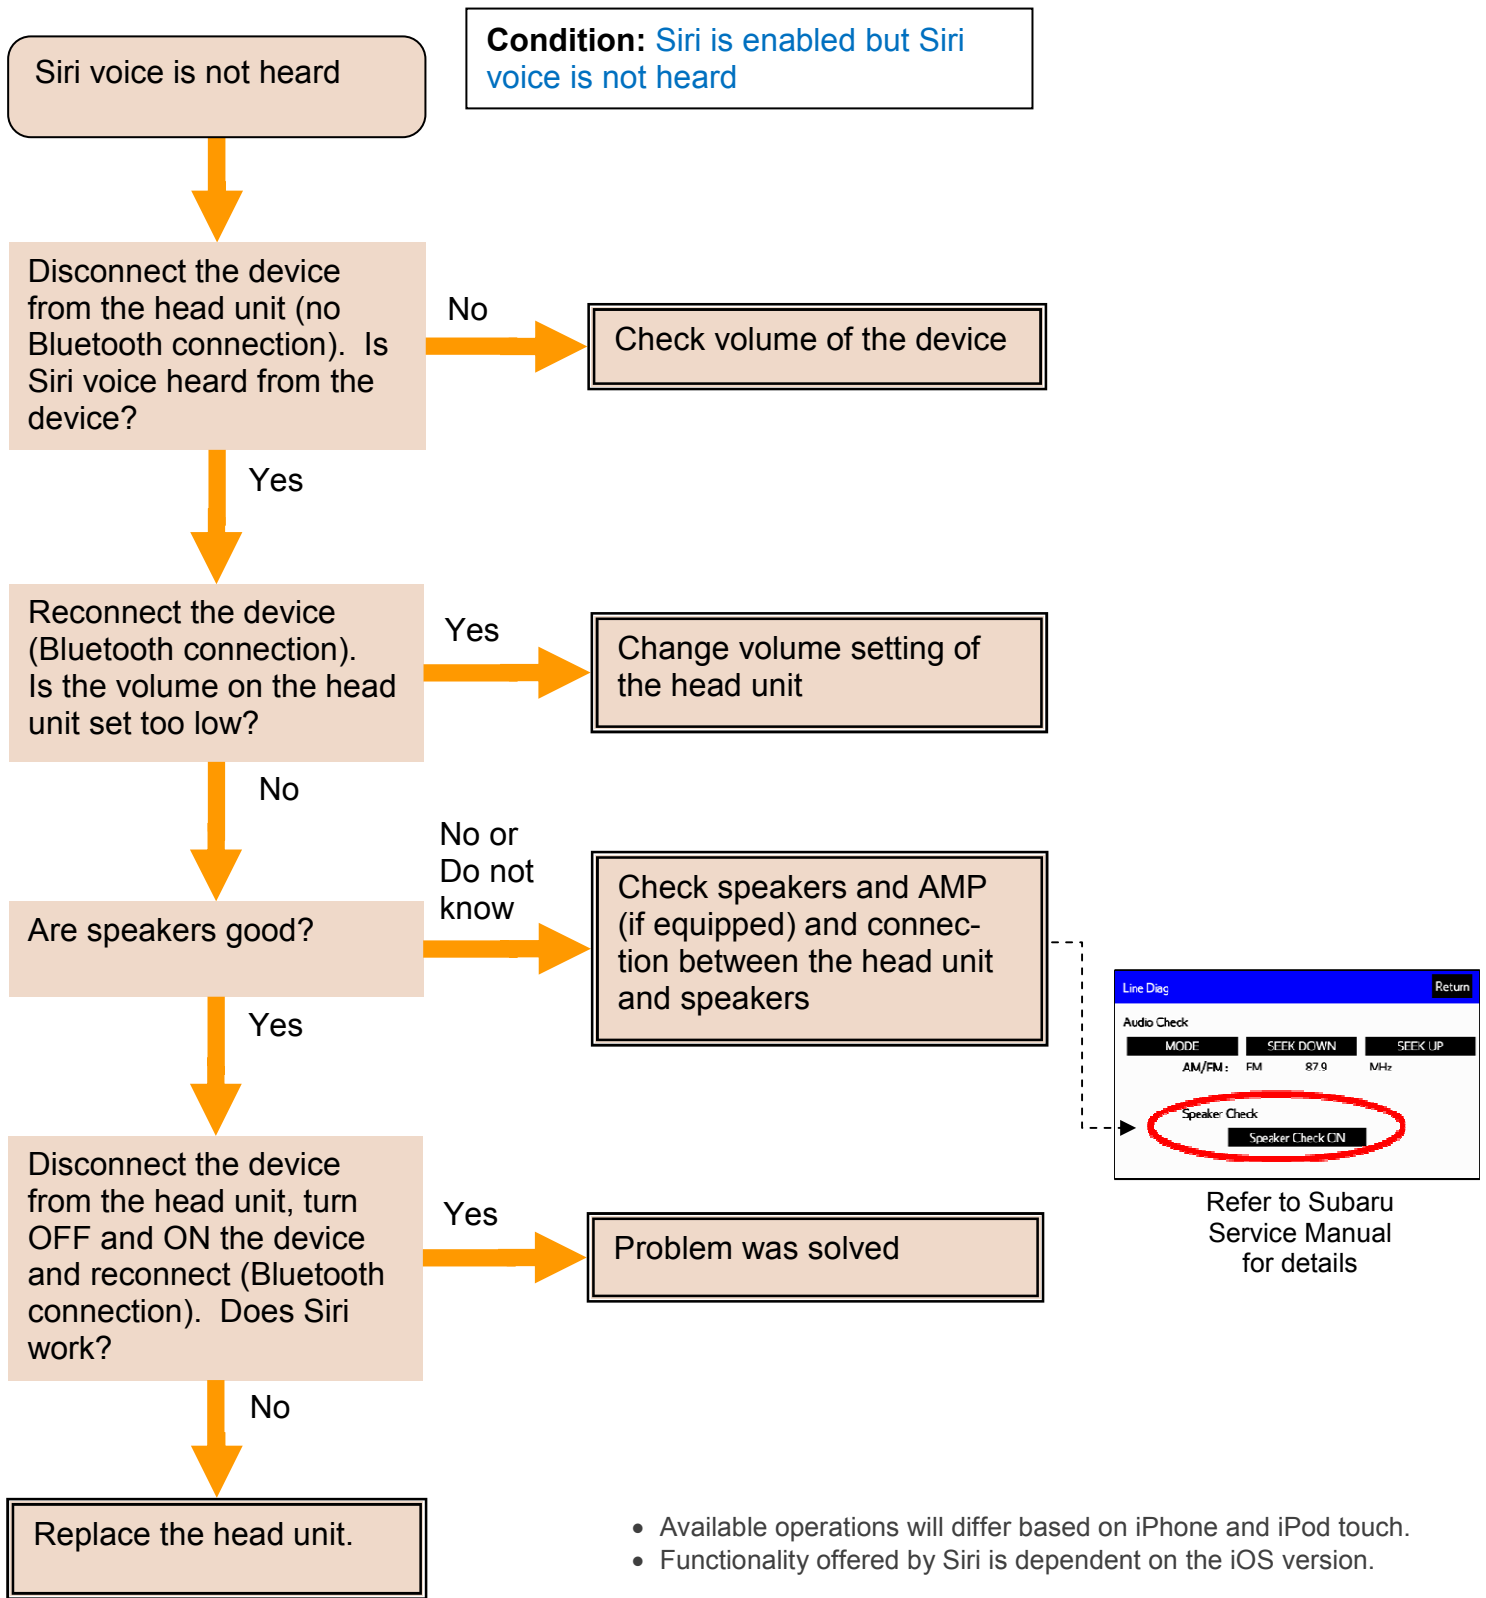 Condition: Siri is enabled but Siri
voice is not heard
Siri voice is not heard
Disconnect the device
from the head unit (no
Bluetooth connection). Is
Siri voice heard from the
device?
No
Check volume of the device
Yes
Reconnect the device
(Bluetooth connection).
Is the volume on the head
unit set too low?
Yes
Change volume setting of
the head unit
No
Are speakers good?
No or
Do not
know
Check speakers and AMP
(if equipped) and connec-
tion between the head unit
and speakers
Line Diag
Return
Audio Check
MODE
SEEK DOWN
SEEK UP
AM/FM : FM 87.9 MHz
Speaker Check
Speaker Check ON
Refer to Subaru
Service Manual
for details
Yes
Disconnect the device
from the head unit, turn
OFF and ON the device
and reconnect (Bluetooth
connection). Does Siri
work?
Yes
Problem was solved
No
Replace the head unit.
• Available operations will differ based on iPhone and iPod touch.
• Functionality offered by Siri is dependent on the iOS version.